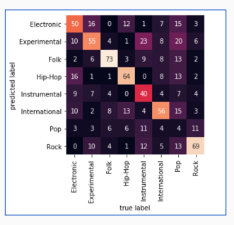 Electronic 50 16 0 12 1 7 15 3
Experimental 10 55 4 1 23 8 20 6
Folk 2 6 73 3 9 8 13 2
Hip-Hop 16 1 1 64 0 8 13 2
Instrumental 9 7 4 0 40 4 7 4
International 10 2 8 13 4 56 15 3
Pop 3 3 6 6 11 4 4 11
Rock 0 10 4 1 12 5 13 69
Electronic
Experimental
Folk
Hip-Hop
Instrumental
International
Pop
Rock
predicted label
true label